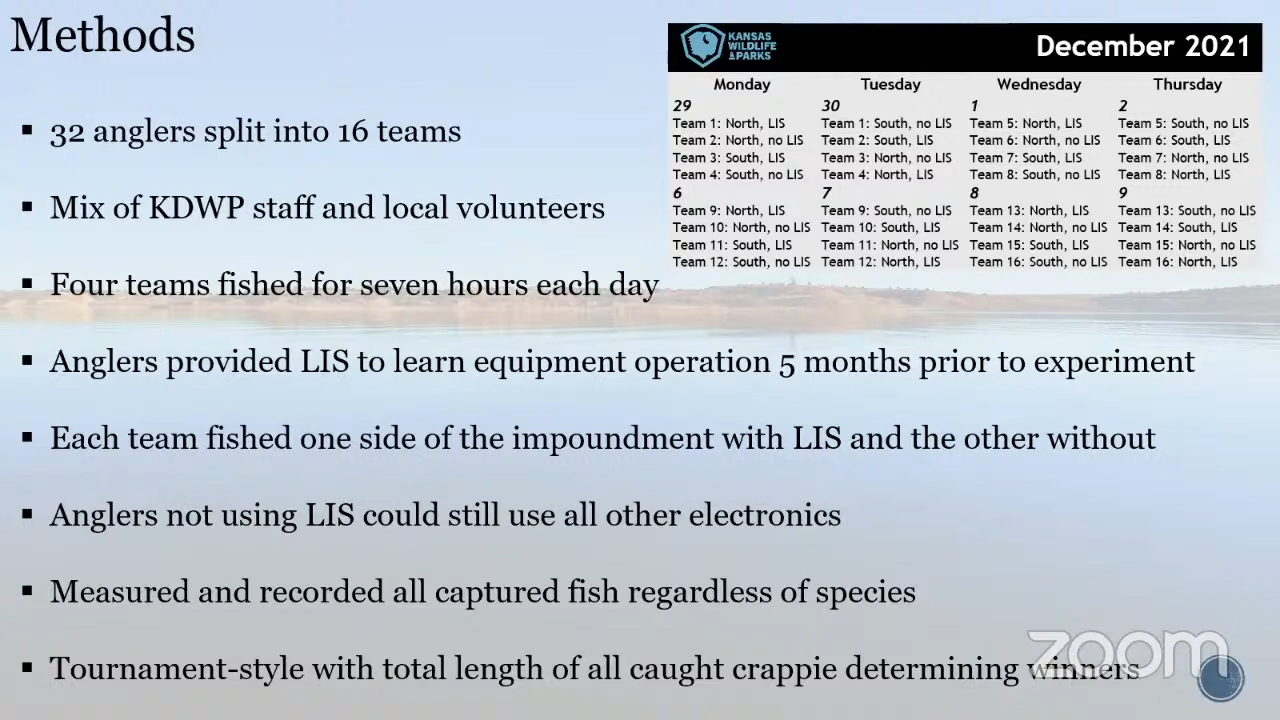 Methods
▪ 32 anglers split into 16 teams
▪ Mix of KDWP staff and local volunteers
▪ Four teams fished for seven hours each day
▪ Anglers provided LIS to learn equipment operation 5 months prior to experiment
▪ Each team fished one side of the impoundment with LIS and the other without
▪ Anglers not using LIS could still use all other electronics
▪ Measured and recorded all captured fish regardless of species
▪ Tournament-style with total length of all caught crappie determining winners
KANSAS
WILDLIFE
& PARKS
December 2021
Monday Tuesday Wednesday Thursday
29 30 1 2
Team 1: North, LIS Team 1: South, no LIS Team 5: North, LIS Team 5: South, no LIS
Team 2: North, no LIS Team 2: South, LIS Team 6: North, no LIS Team 6: South, LIS
Team 3: South, LIS Team 3: North, no LIS Team 7: South, LIS Team 7: North, no LIS
Team 4: South, no LIS Team 4: North, LIS Team 8: South, no LIS Team 8: North, LIS
6 7 8 9
Team 9: North, LIS Team 9: South, no LIS Team 13: North, LIS Team 13: South, no LIS
Team 10: North, no LIS Team 10: South, LIS Team 14: North, no LIS Team 14: South, LIS
Team 11: South, LIS Team 11: North, no LIS Team 15: South, LIS Team 15: North, no LIS
Team 12: South, no LIS Team 12: North, LIS Team 16: South, no LIS Team 16: North, LIS
zoom